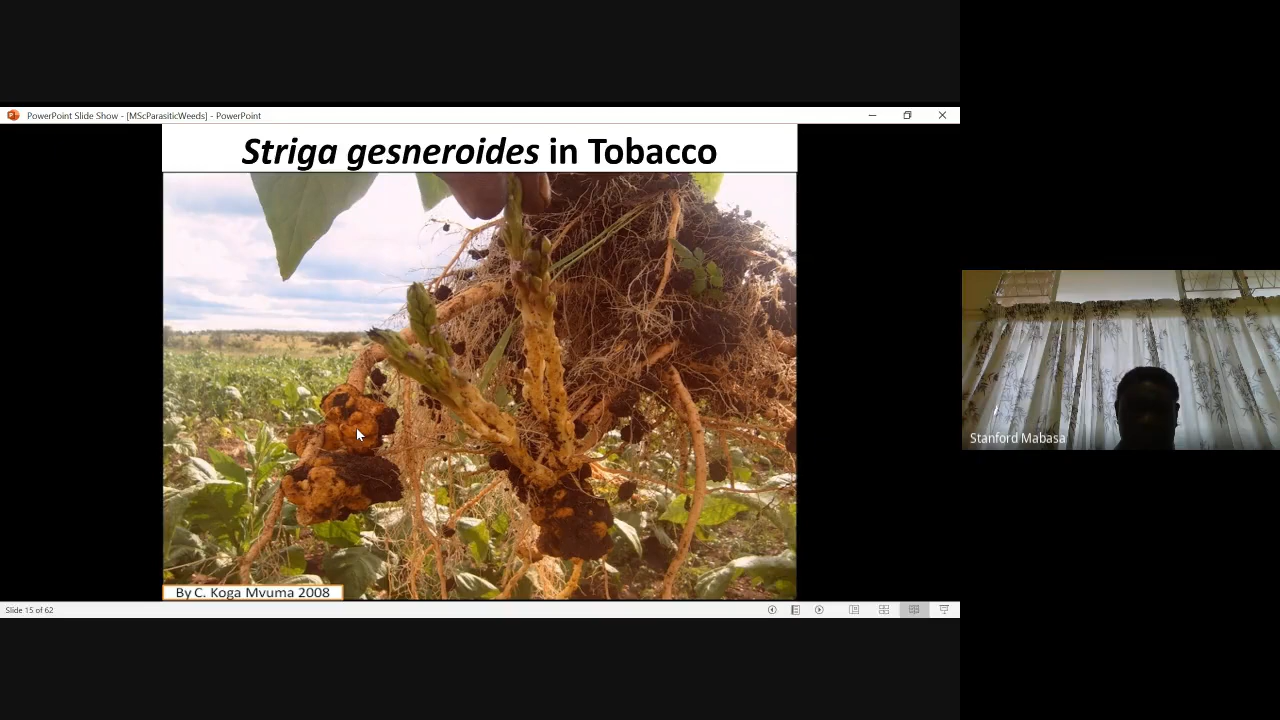 PowerPoint Slide Show - [MScParasiticWeeds] - PowerPoint
Striga gesneroides in Tobacco
By C. Koga Mvuma 2008
Slide 15 of 62
Stanford Mabasa